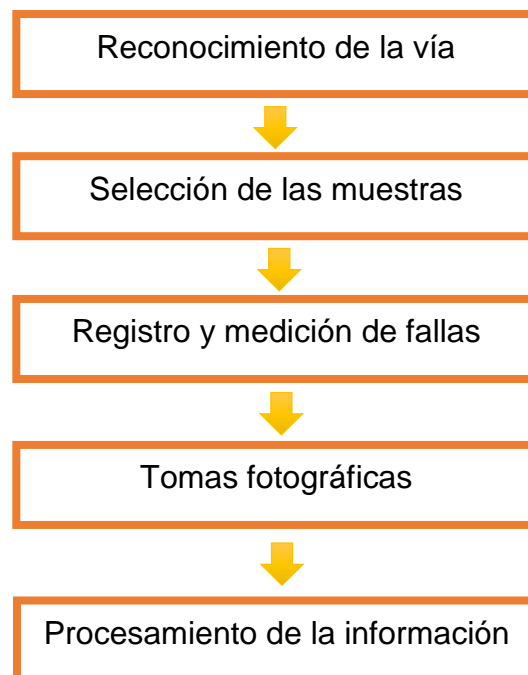 Reconocimiento de la vía
Selección de las muestras
Registro y medición de fallas
Tomas fotográficas
Procesamiento de la información